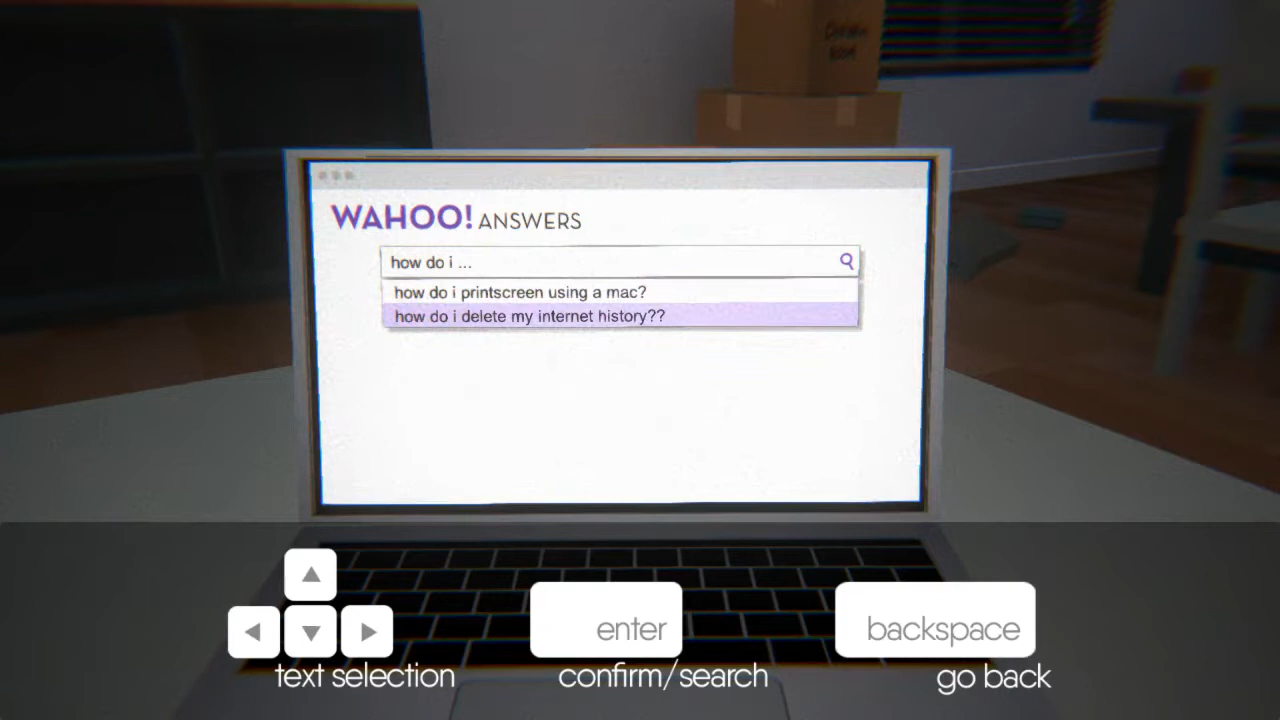 WAHOO! ANSWERS
how do i ...
how do i printscreen using a mac?
how do i delete my internet history??
enter
backspace
text selection
confirm/search
go back